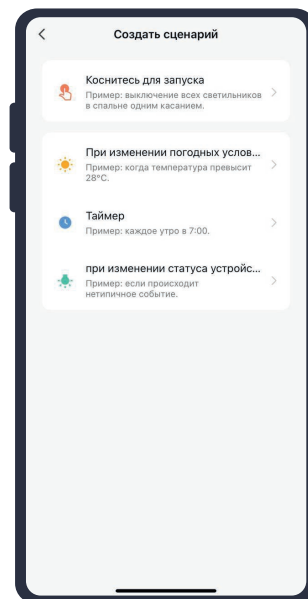 Создать сценарий
Коснитесь для запуска
Пример: выключение всех светильников
в спальне одним касанием.
При изменении погодных услов...
Пример: когда температура превысит
28°C.
Таймер
Пример: каждое утро в 7:00.
при изменении статуса устройс...
Пример: если происходит
нетипичное событие.